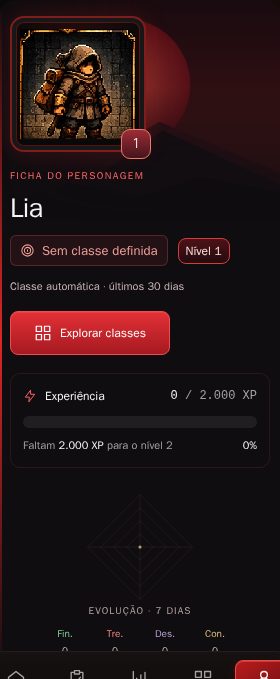 1
FICHA DO PERSONAGEM
Lia
Sem classe definida
Nível 1
Classe automática · últimos 30 dias
Explorar classes
Experiência 0 / 2.000 XP
Faltam 2.000 XP para o nível 2 0%
EVOLUÇÃO · 7 DIAS
Fin. Tre. Des. Con.